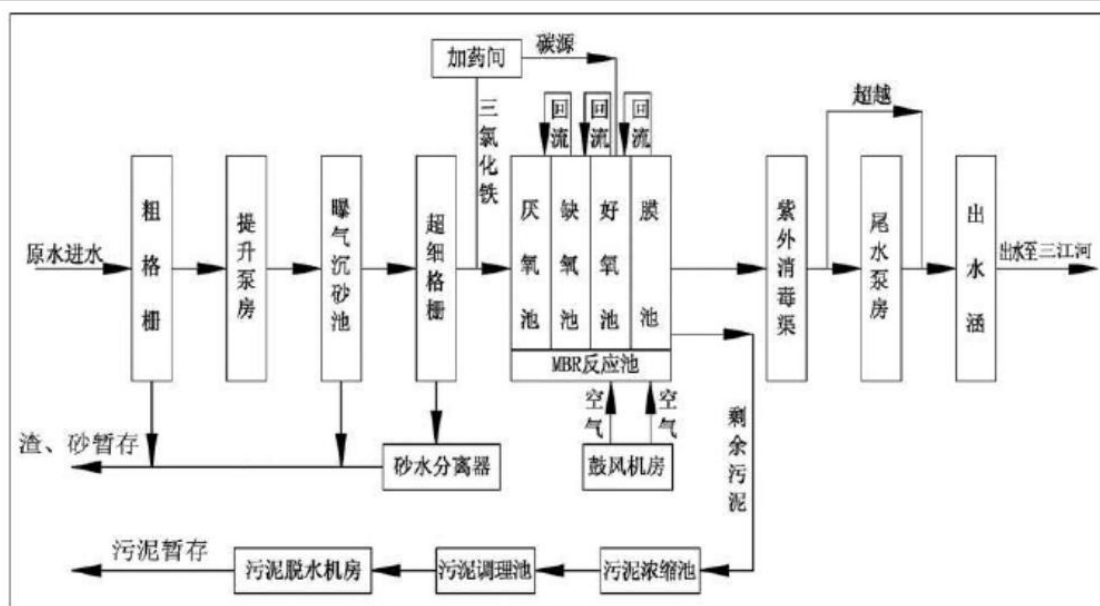 加药间
碳源
三氯化铁
回流
回流
回流
超越
原水进水
粗格栅
提升泵房
曝气沉砂池
超细格栅
厌氧池
缺氧池
好氧池
膜池
MBR反应池
紫外消毒渠
尾水泵房
出水涵
出水至三江河
空气
空气
鼓风机房
剩余污泥
渣、砂暂存
砂水分离器
污泥暂存
污泥脱水机房
污泥调理池
污泥浓缩池